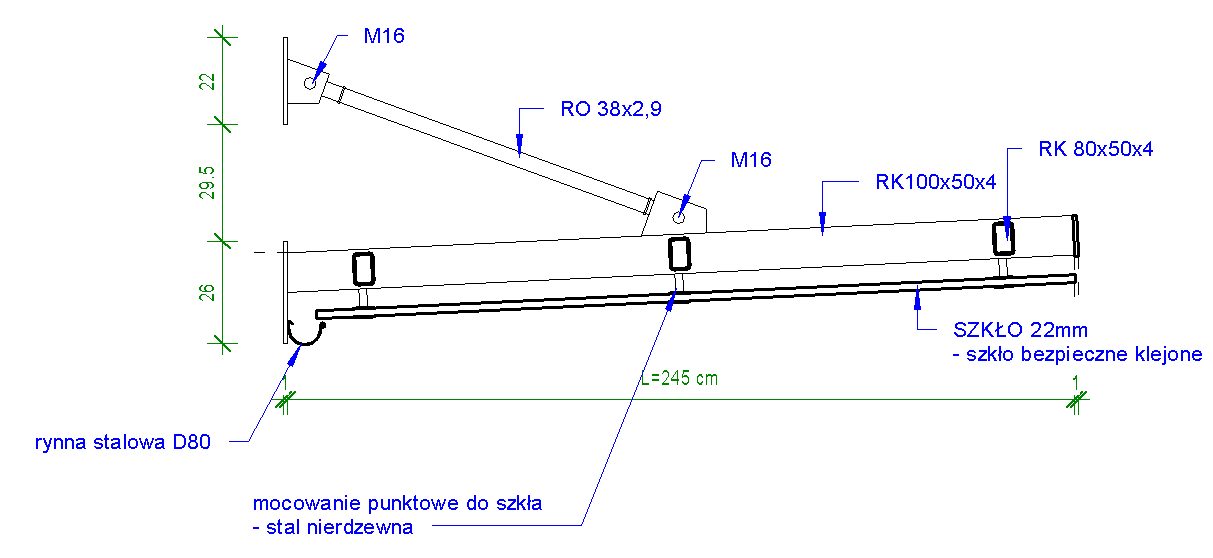 M16
22
RO 38x2,9
M16
RK 80x50x4
RK100x50x4
29.5
26
SZKŁO 22mm
- szkło bezpieczne klejone
1
L=245 cm
1
rynna stalowa D80
mocowanie punktowe do szkła
- stal nierdzewna